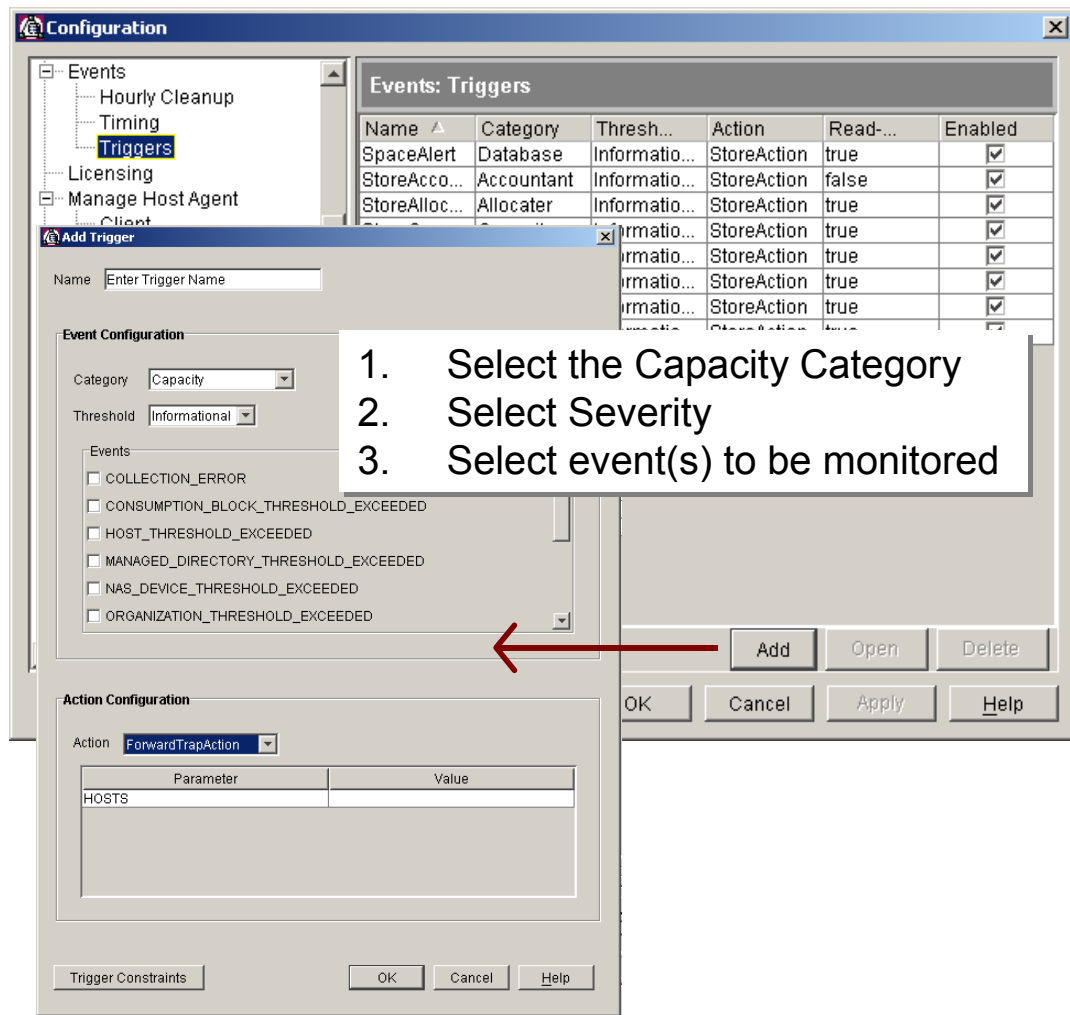 Configuration
Events
Hourly Cleanup
Timing
Triggers
Licensing
Manage Host Agent
Client
Events: Triggers
Name Category Thresh... Action Read-... Enabled
SpaceAlert Database Informatio... StoreAction true
StoreAcco... Accountant Informatio... StoreAction false
StoreAlloc... Allocater Informatio... StoreAction true
StoreAction true
StoreAction true
StoreAction true
StoreAction true
StoreAction true
Add Trigger
Name Enter Trigger Name
Event Configuration
Category Capacity
Threshold Informational
Events
COLLECTION_ERROR
CONSUMPTION_BLOCK_THRESHOLD_EXCEEDED
HOST_THRESHOLD_EXCEEDED
MANAGED_DIRECTORY_THRESHOLD_EXCEEDED
NAS_DEVICE_THRESHOLD_EXCEEDED
ORGANIZATION_THRESHOLD_EXCEEDED
1. Select the Capacity Category
2. Select Severity
3. Select event(s) to be monitored
Add Open Delete
OK Cancel Apply Help
Action Configuration
Action ForwardTrapAction
Parameter Value
HOSTS
Trigger Constraints OK Cancel Help